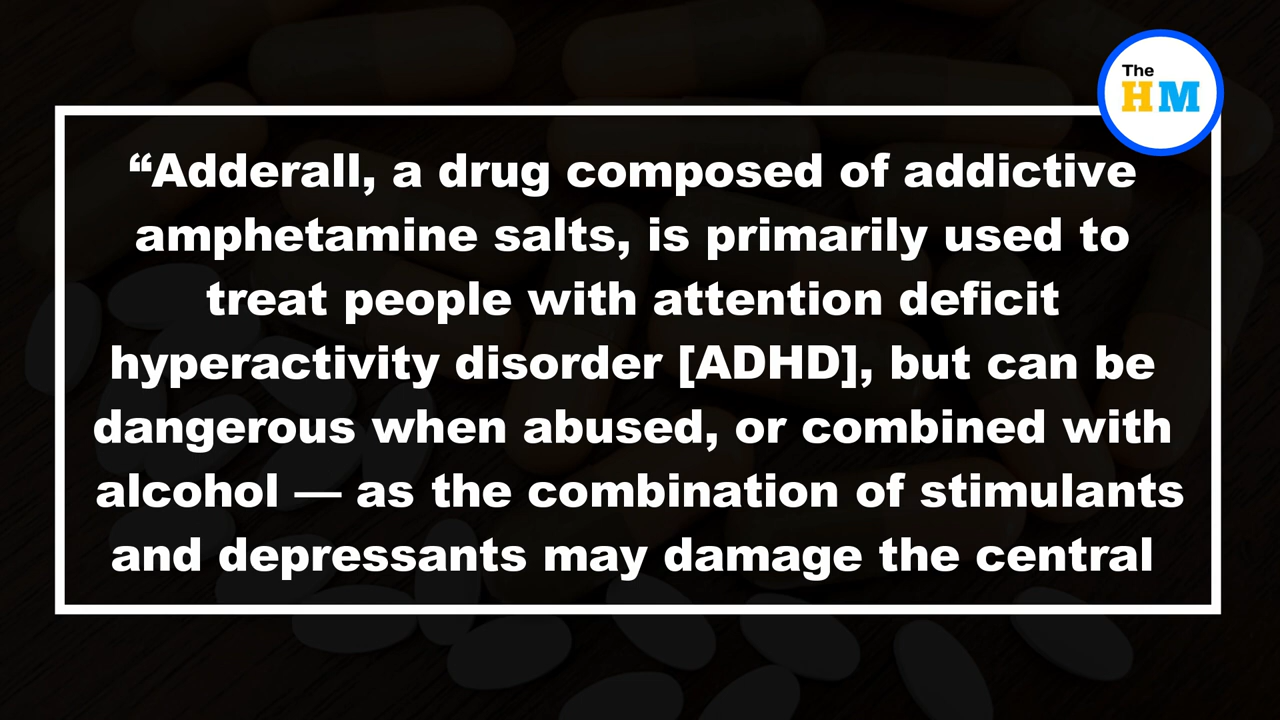 The
HM
“Adderall, a drug composed of addictive
amphetamine salts, is primarily used to
treat people with attention deficit
hyperactivity disorder [ADHD], but can be
dangerous when abused, or combined with
alcohol — as the combination of stimulants
and depressants may damage the central